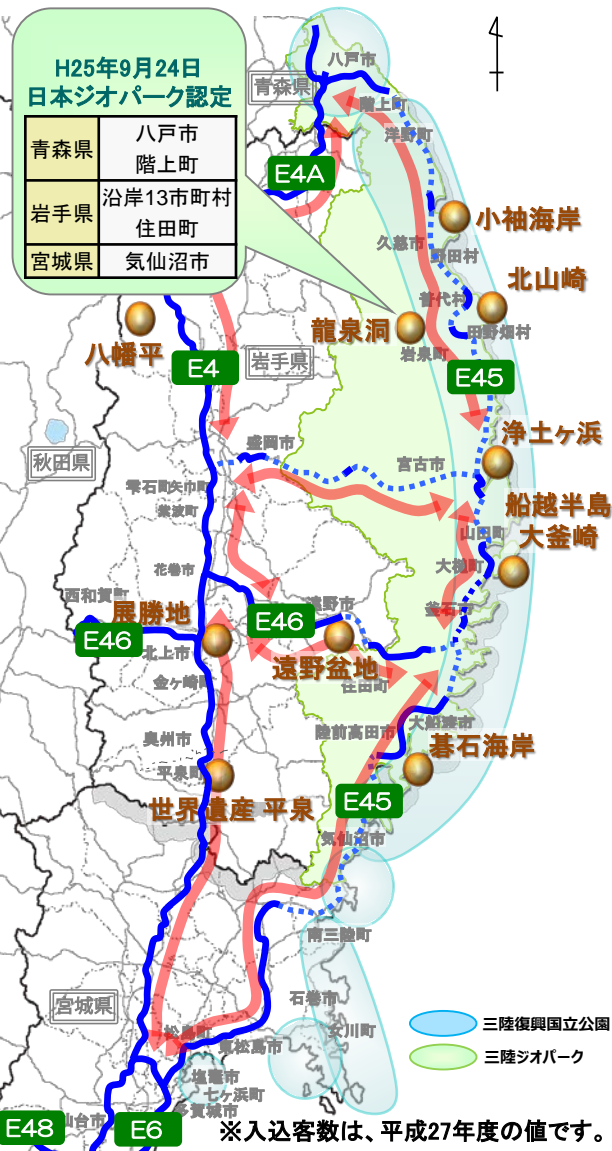 H25年9月24日
日本ジオパーク認定
青森県
八戸市
階上町
岩手県
沿岸13市町村
住田町
宮城県
気仙沼市
八戸市
青森県
階上町
洋野町
E4A
小袖海岸
久慈市
野田村
北山崎
普代村
田野畑村
龍泉洞
岩泉町
八幡平
E4
岩手県
E45
浄土ヶ浜
盛岡市
宮古市
秋田県
雫石町
矢巾町
紫波町
船越半島
大釜崎
山田町
大槌町
花巻市
西和賀町
展勝地
E46
遠野市
釜石市
E46
北上市
遠野盆地
住田町
金ヶ崎町
大船渡市
陸前高田市
奥州市
碁石海岸
平泉町
世界遺産 平泉
E45
気仙沼市
南三陸町
宮城県
石巻市
女川町
松島町
東松島市
塩竈市
七ヶ浜町
多賀城市
仙台市
E48
E6
三陸復興国立公園
三陸ジオパーク
※入込客数は、平成27年度の値です。